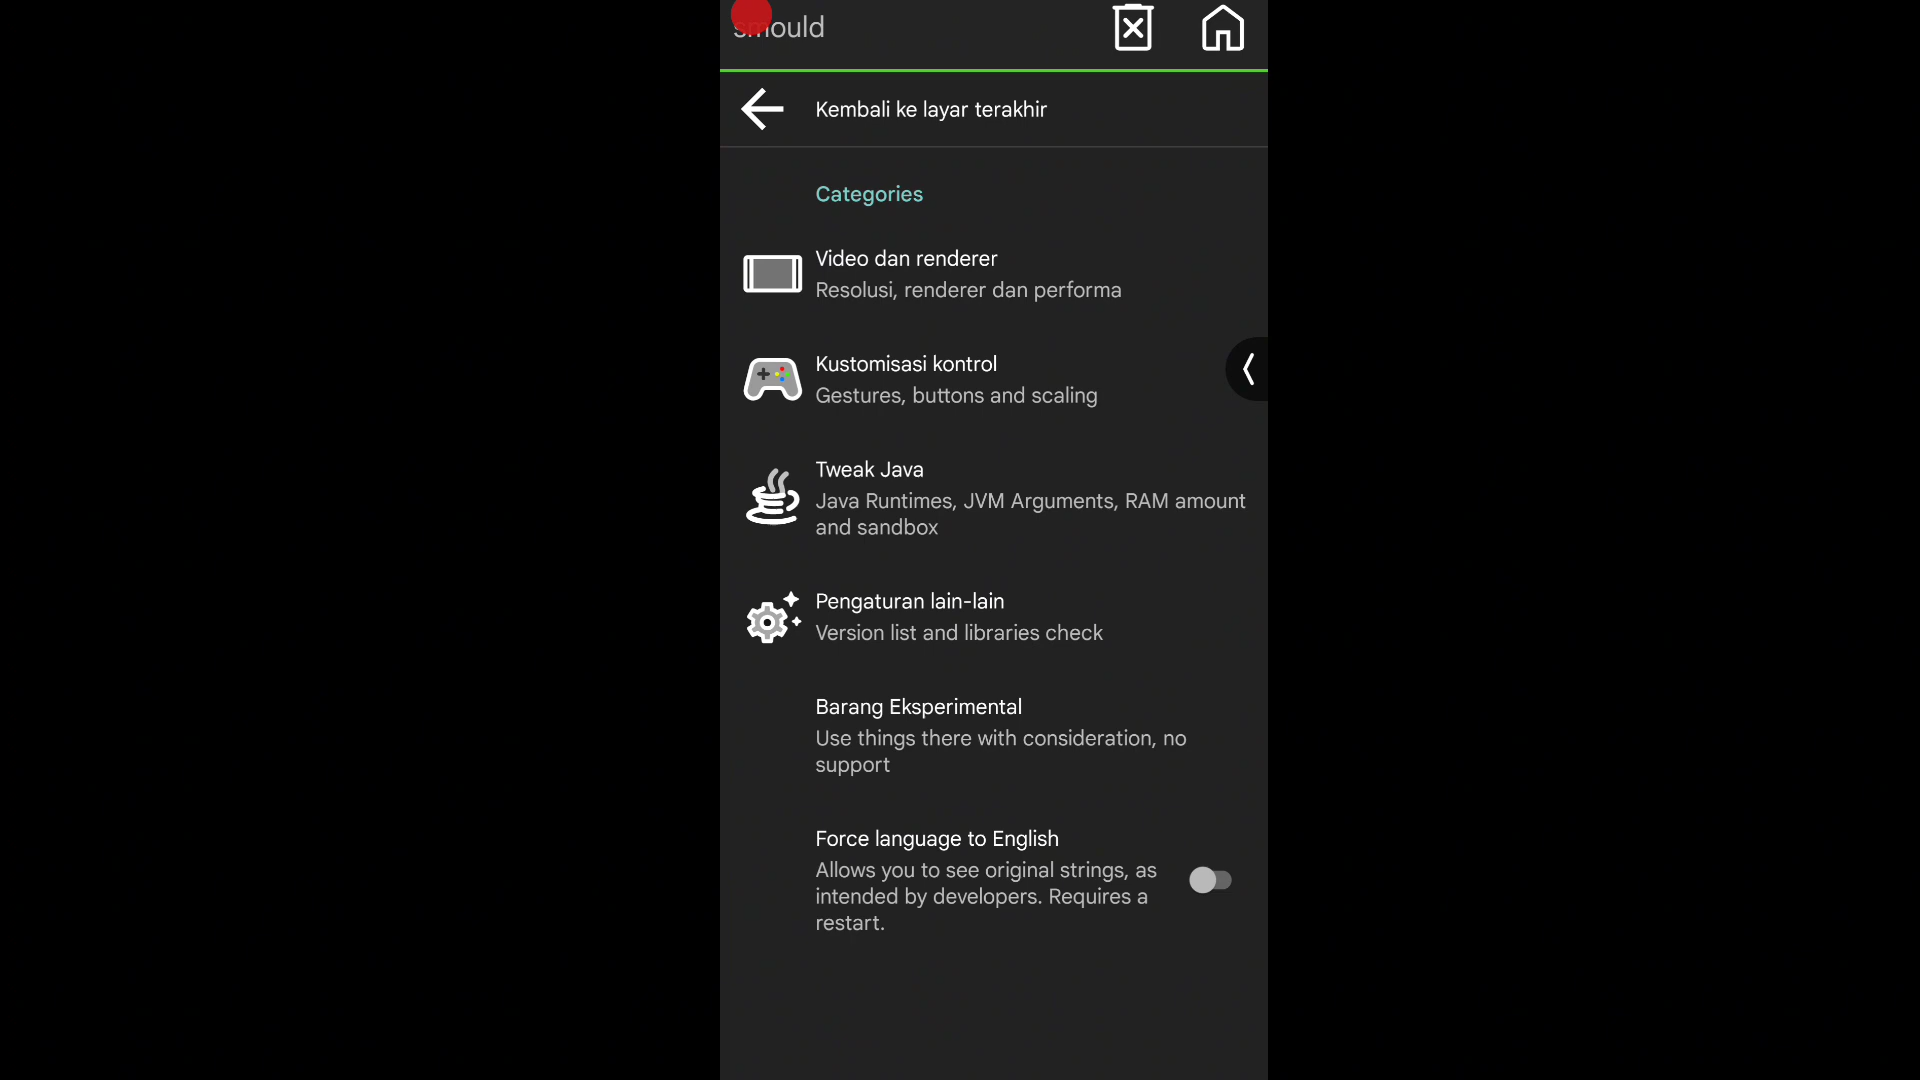 smould
Kembali ke layar terakhir
Categories
Video dan renderer
Resolusi, renderer dan performa
Kustomisasi kontrol
Gestures, buttons and scaling
Tweak Java
Java Runtimes, JVM Arguments, RAM amount
and sandbox
Pengaturan lain-lain
Version list and libraries check
Barang Eksperimental
Use things there with consideration, no
support
Force language to English
Allows you to see original strings, as
intended by developers. Requires a
restart.